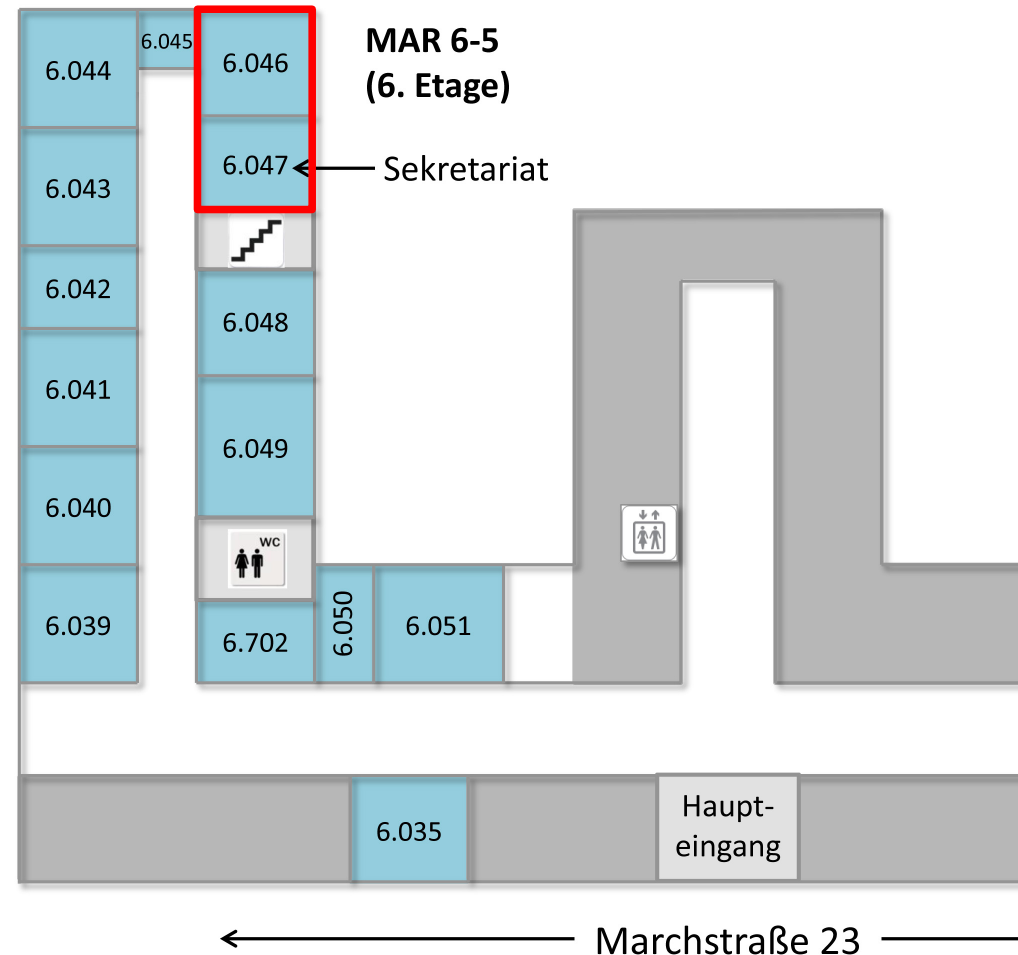 6.044
6.045
6.046
MAR 6-5
(6. Etage)
6.047
Sekretariat
6.043
6.042
6.048
6.041
6.049
6.040
WC
6.039
6.702
6.050
6.051
6.035
Haupt-
eingang
Marchstraße 23